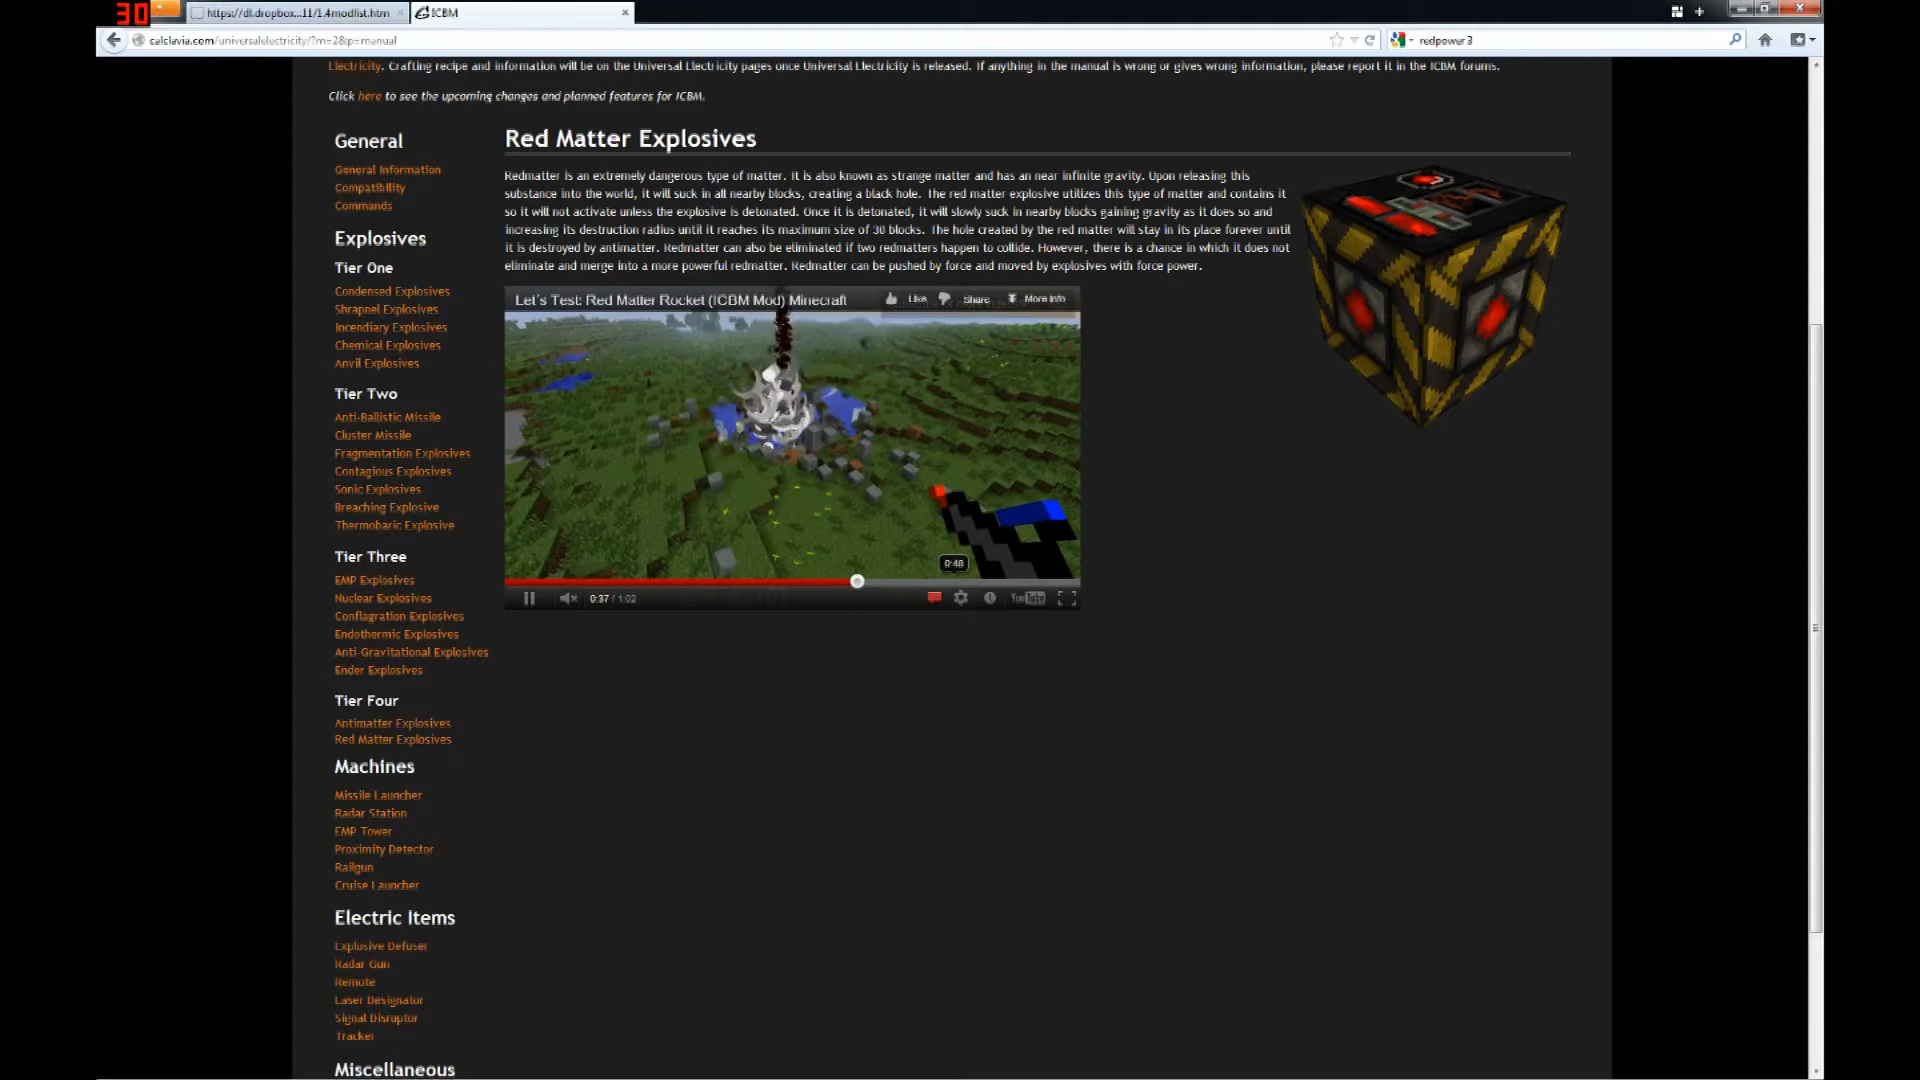 30
https://dl.dropbox...11/1.4modlist.htm
ICBM
calclavia.com/universalelectricity/?m=2&p=manual
redpower3
Electricity. Crafting recipe and information will be on the Universal Electricity pages once Universal Electricity is released. If anything in the manual is wrong or gives wrong information, please report it in the ICBM forums.
Click here to see the upcoming changes and planned features for ICBM.
General
General Information
Compatibility
Commands
Explosives
Tier One
Condensed Explosives
Shrapnel Explosives
Incendiary Explosives
Chemical Explosives
Anvil Explosives
Tier Two
Anti-Ballistic Missile
Cluster Missile
Fragmentation Explosives
Contagious Explosives
Sonic Explosives
Breaching Explosive
Thermobaric Explosive
Tier Three
EMP Explosives
Nuclear Explosives
Conflagration Explosives
Endothermic Explosives
Anti-Gravitational Explosives
Ender Explosives
Tier Four
Antimatter Explosives
Red Matter Explosives
Machines
Missile Launcher
Radar Station
EMP Tower
Proximity Detector
Railgun
Cruise Launcher
Electric Items
Explosive Defuser
Radar Gun
Remote
Laser Designator
Signal Disruptor
Tracker
Miscellaneous
Red Matter Explosives
Redmatter is an extremely dangerous type of matter. It is also known as strange matter and has an near infinite gravity. Upon releasing this
substance into the world, it will suck in all nearby blocks, creating a black hole. The red matter explosive utilizes this type of matter and contains it
so it will not activate unless the explosive is detonated. Once it is detonated, it will slowly suck in nearby blocks gaining gravity as it does so and
increasing its destruction radius until it reaches its maximum size of 30 blocks. The hole created by the red matter will stay in its place forever until
it is destroyed by antimatter. Redmatter can also be eliminated if two redmatters happen to collide. However, there is a chance in which it does not
eliminate and merge into a more powerful redmatter. Redmatter can be pushed by force and moved by explosives with force power.
Let's Test: Red Matter Rocket (ICBM Mod) Minecraft
Like
Share
More info
0:48
0:37 / 1:02
YouTube